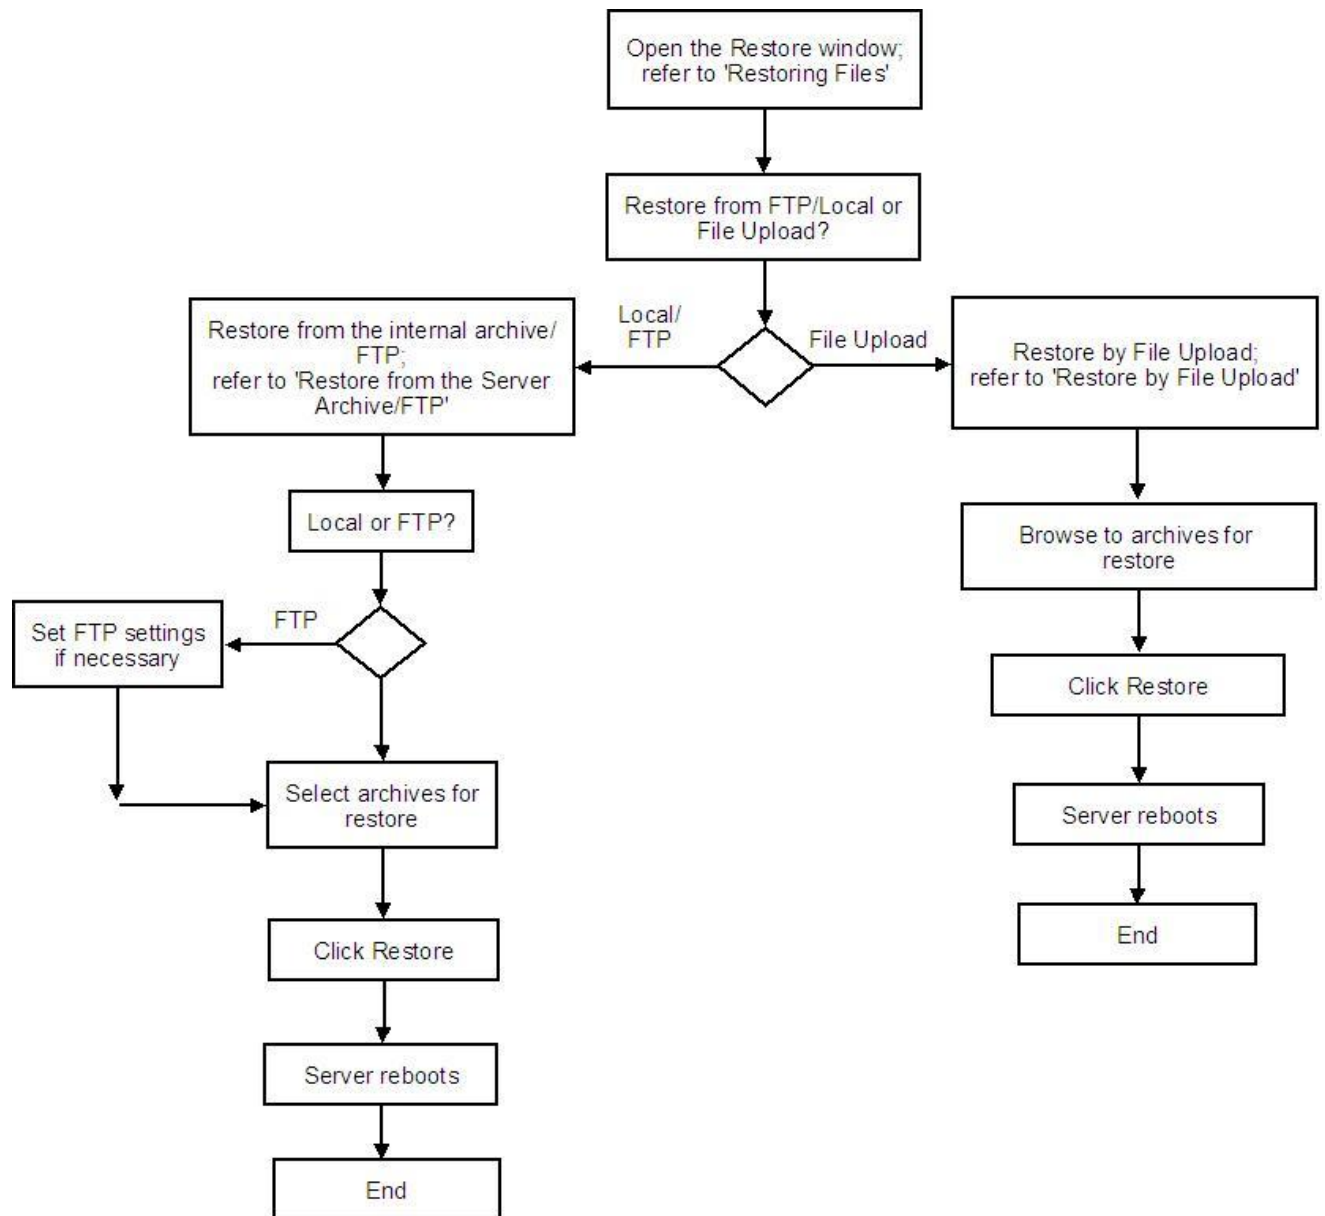 Open the Restore window;
refer to 'Restoring Files'
Restore from FTP/Local or
File Upload?
Local/
FTP
File Upload
Restore from the internal archive/
FTP;
refer to 'Restore from the Server
Archive/FTP'
Restore by File Upload;
refer to 'Restore by File Upload'
Local or FTP?
Browse to archives for
restore
FTP
Set FTP settings
if necessary
Click Restore
Select archives for
restore
Server reboots
Click Restore
End
Server reboots
End